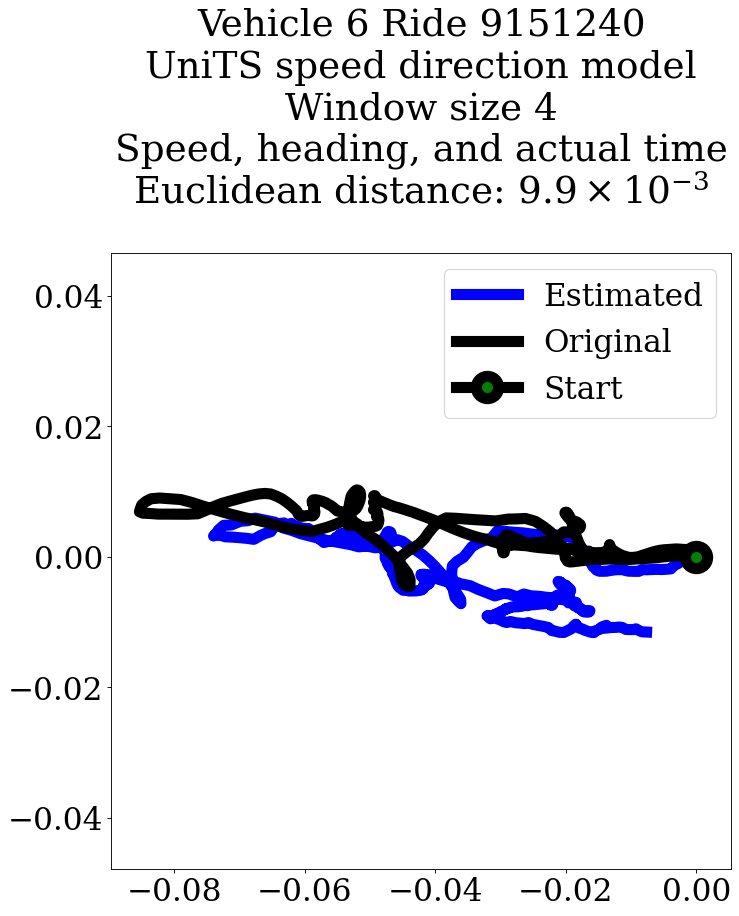 Vehicle 6 Ride 9151240
UniTS speed direction model
Window size 4
Speed, heading, and actual time
Euclidean distance: 9.9 × 10⁻³
Estimated
Original
Start
0.04
0.02
0.00
−0.02
−0.04
−0.08 −0.06 −0.04 −0.02 0.00